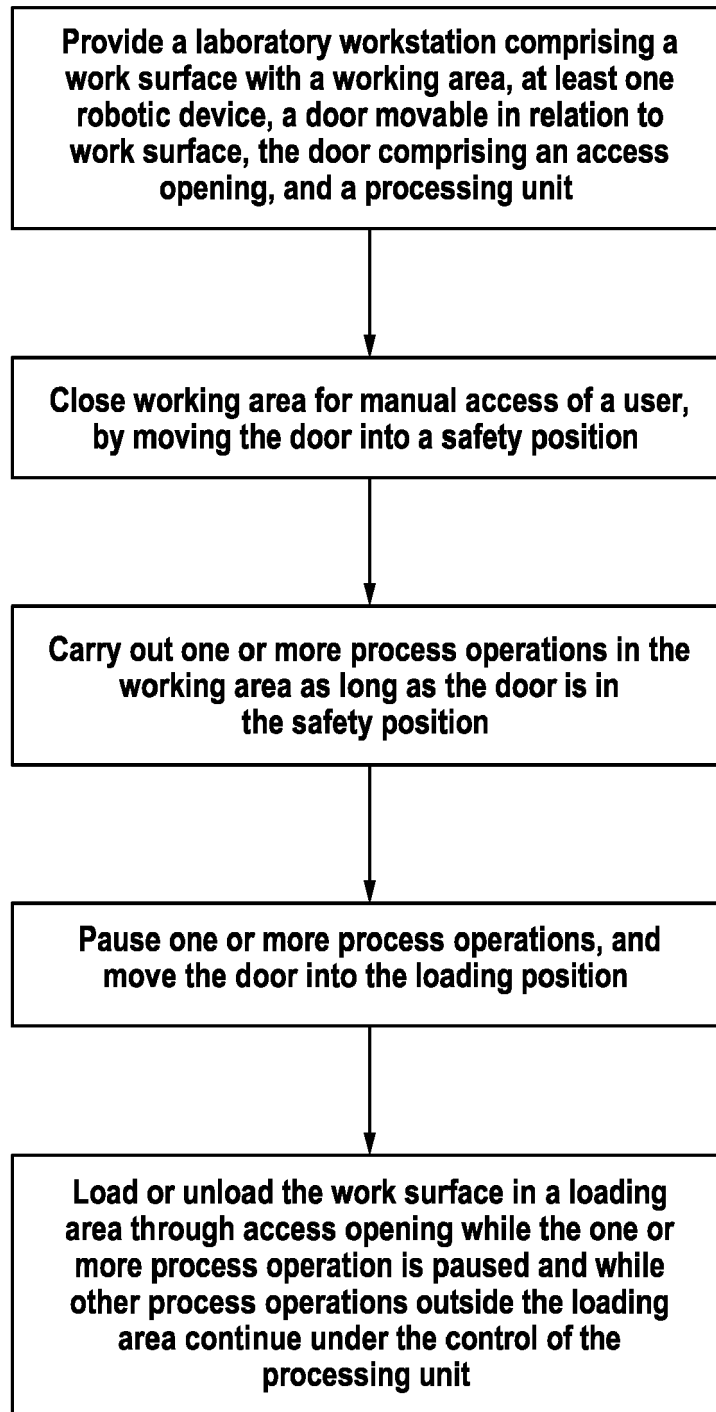 Provide a laboratory workstation comprising a
work surface with a working area, at least one
robotic device, a door movable in relation to
work surface, the door comprising an access
opening, and a processing unit
Close working area for manual access of a user,
by moving the door into a safety position
Carry out one or more process operations in the
working area as long as the door is in
the safety position
Pause one or more process operations, and
move the door into the loading position
Load or unload the work surface in a loading
area through access opening while the one or
more process operation is paused and while
other process operations outside the loading
area continue under the control of the
processing unit